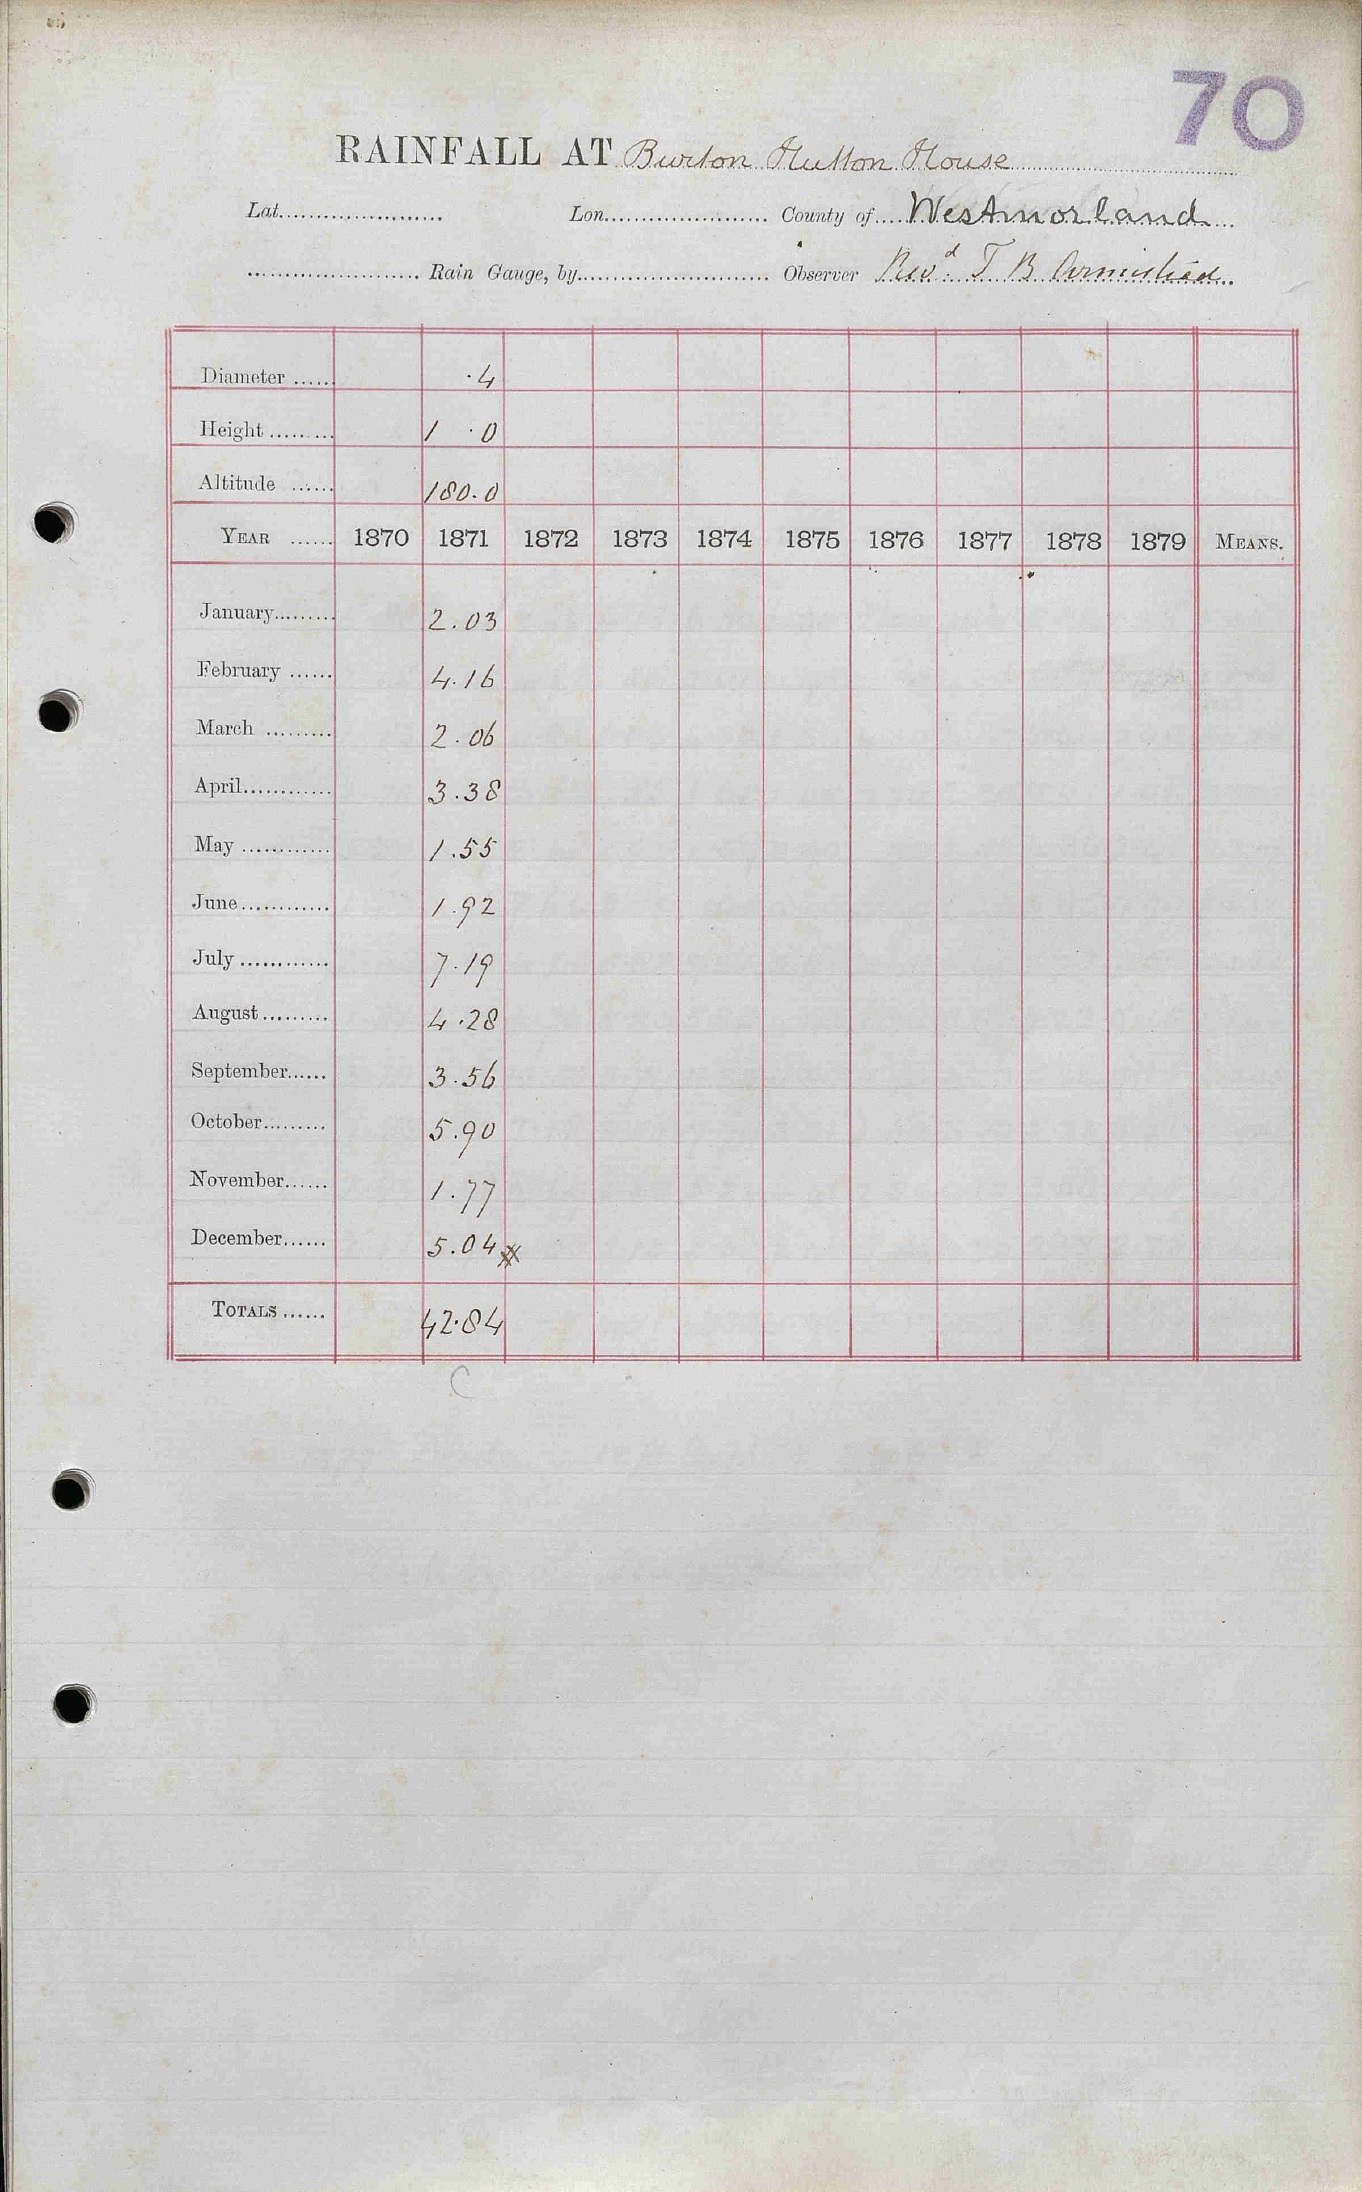 70
RAINFALL AT Burton Hutton House
Lat...................... Lon...................... County of.... Westmorland
...................... Rain Gauge, by......................... Observer Revd. T B Armistead
Diameter ...... ·4
Height ......... 1 ·0
Altitude ...... 180.0
YEAR ...... 1870 1871 1872 1873 1874 1875 1876 1877 1878 1879 MEANS.
January......... 2.03
February ...... 4.16
March ......... 2.06
April............ 3.38
May ............ 1.55
June............ 1.92
July ............ 7.19
August ......... 4.28
September...... 3.56
October......... 5.90
November...... 1.77
December...... 5.04 #
TOTALS ...... 42.84
C